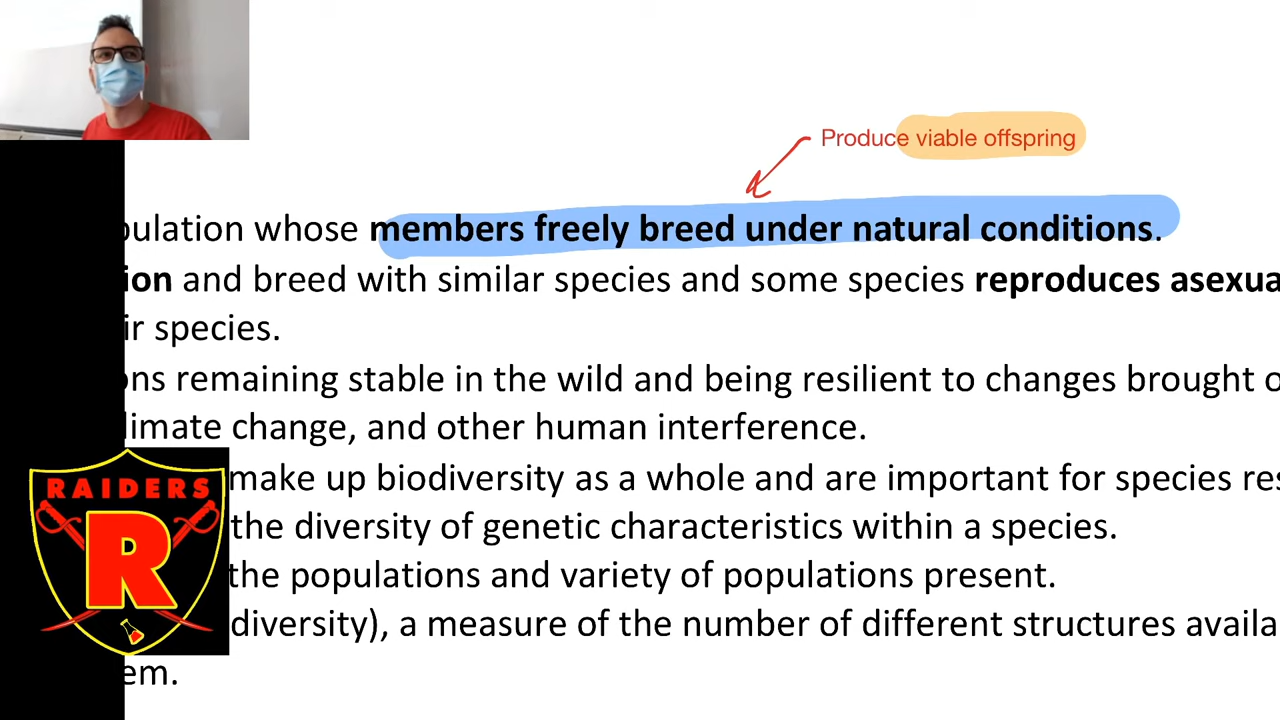 Produce viable offspring
pulation whose members freely breed under natural conditions.
ion and breed with similar species and some species reproduces asexua
ir species.
ons remaining stable in the wild and being resilient to changes brought o
limate change, and other human interference.
RAIDERS
R
make up biodiversity as a whole and are important for species res
the diversity of genetic characteristics within a species.
the populations and variety of populations present.
diversity), a measure of the number of different structures availa
em.